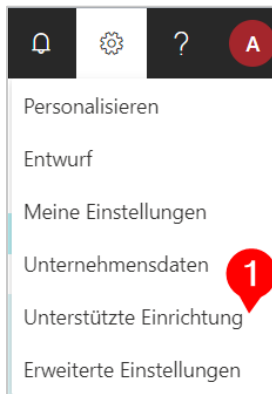 ? A
Personalisieren
Entwurf
Meine Einstellungen
Unternehmensdaten
1
Unterstützte Einrichtung
Erweiterte Einstellungen